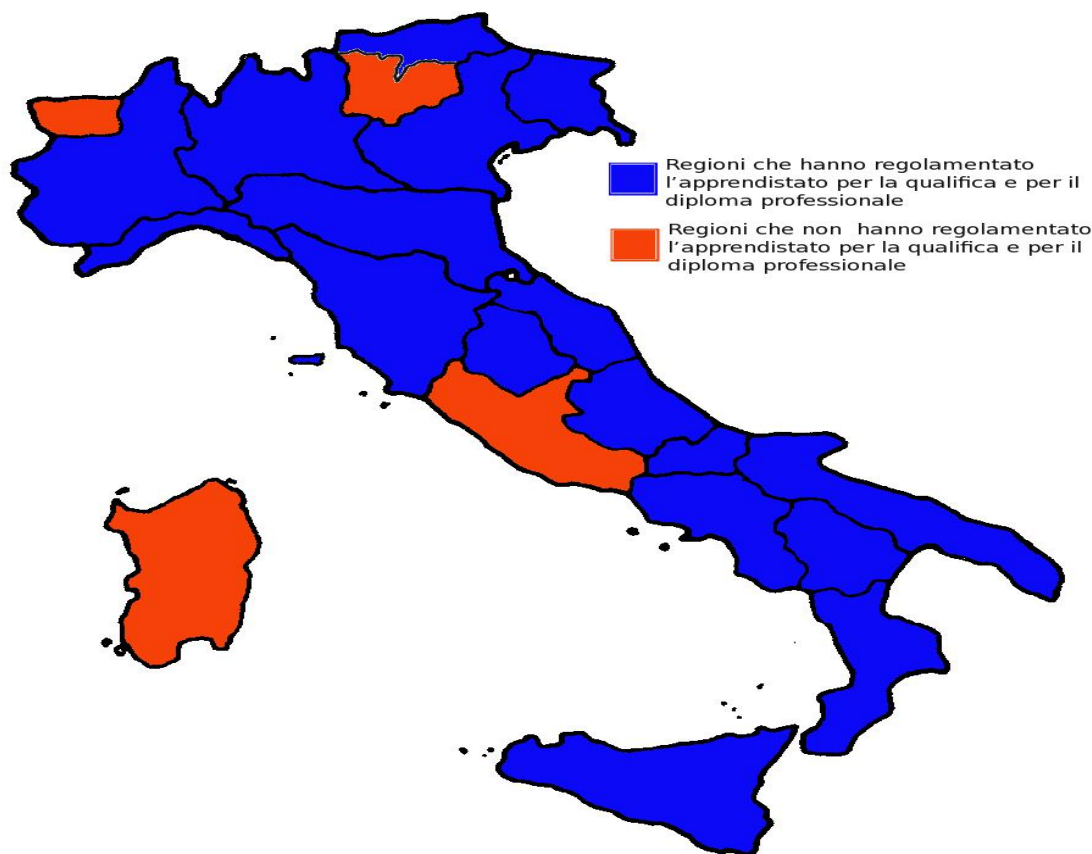 Regioni che hanno regolamentato
l'apprendistato per la qualifica e per il
diploma professionale
Regioni che non hanno regolamentato
l'apprendistato per la qualifica e per il
diploma professionale